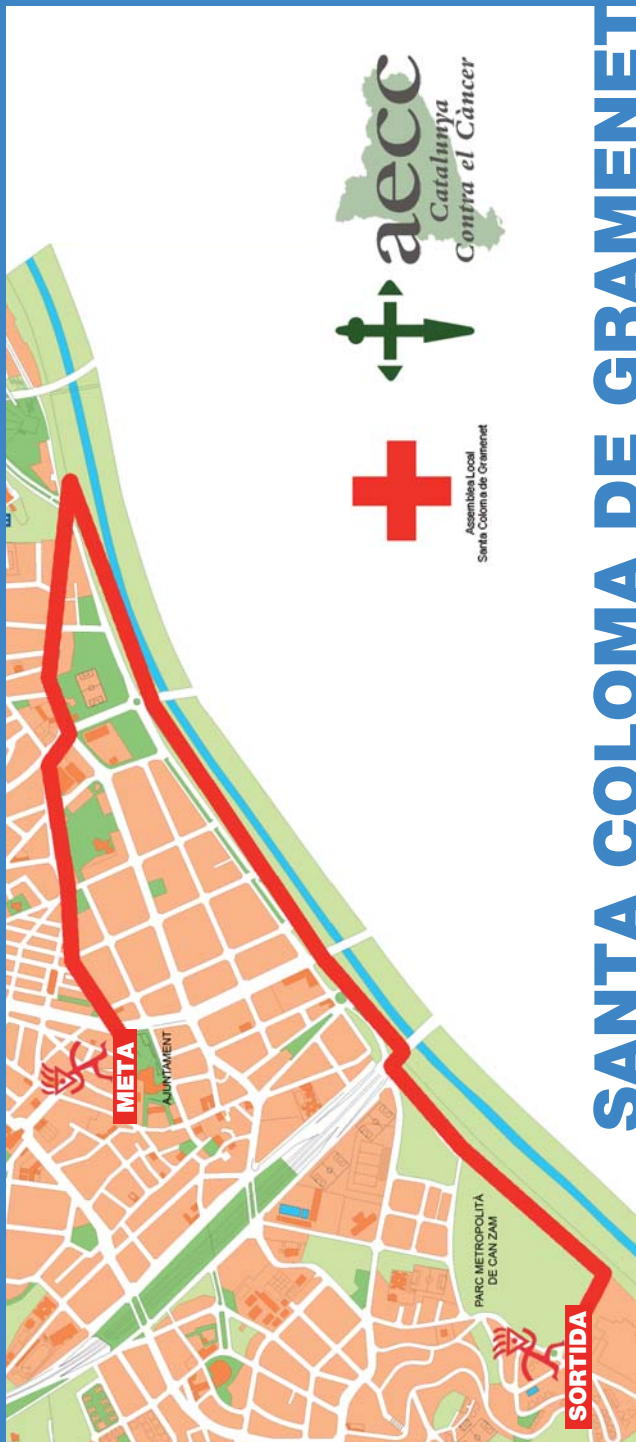 META
AJUNTAMENT
PARC METROPOLITÀ
DE CAN ZAM
SORTIDA
Assemblea Local
Santa Coloma de Gramenet
aecc
Catalunya
Contra el Càncer
SANTA COLOMA DE GRAMENET